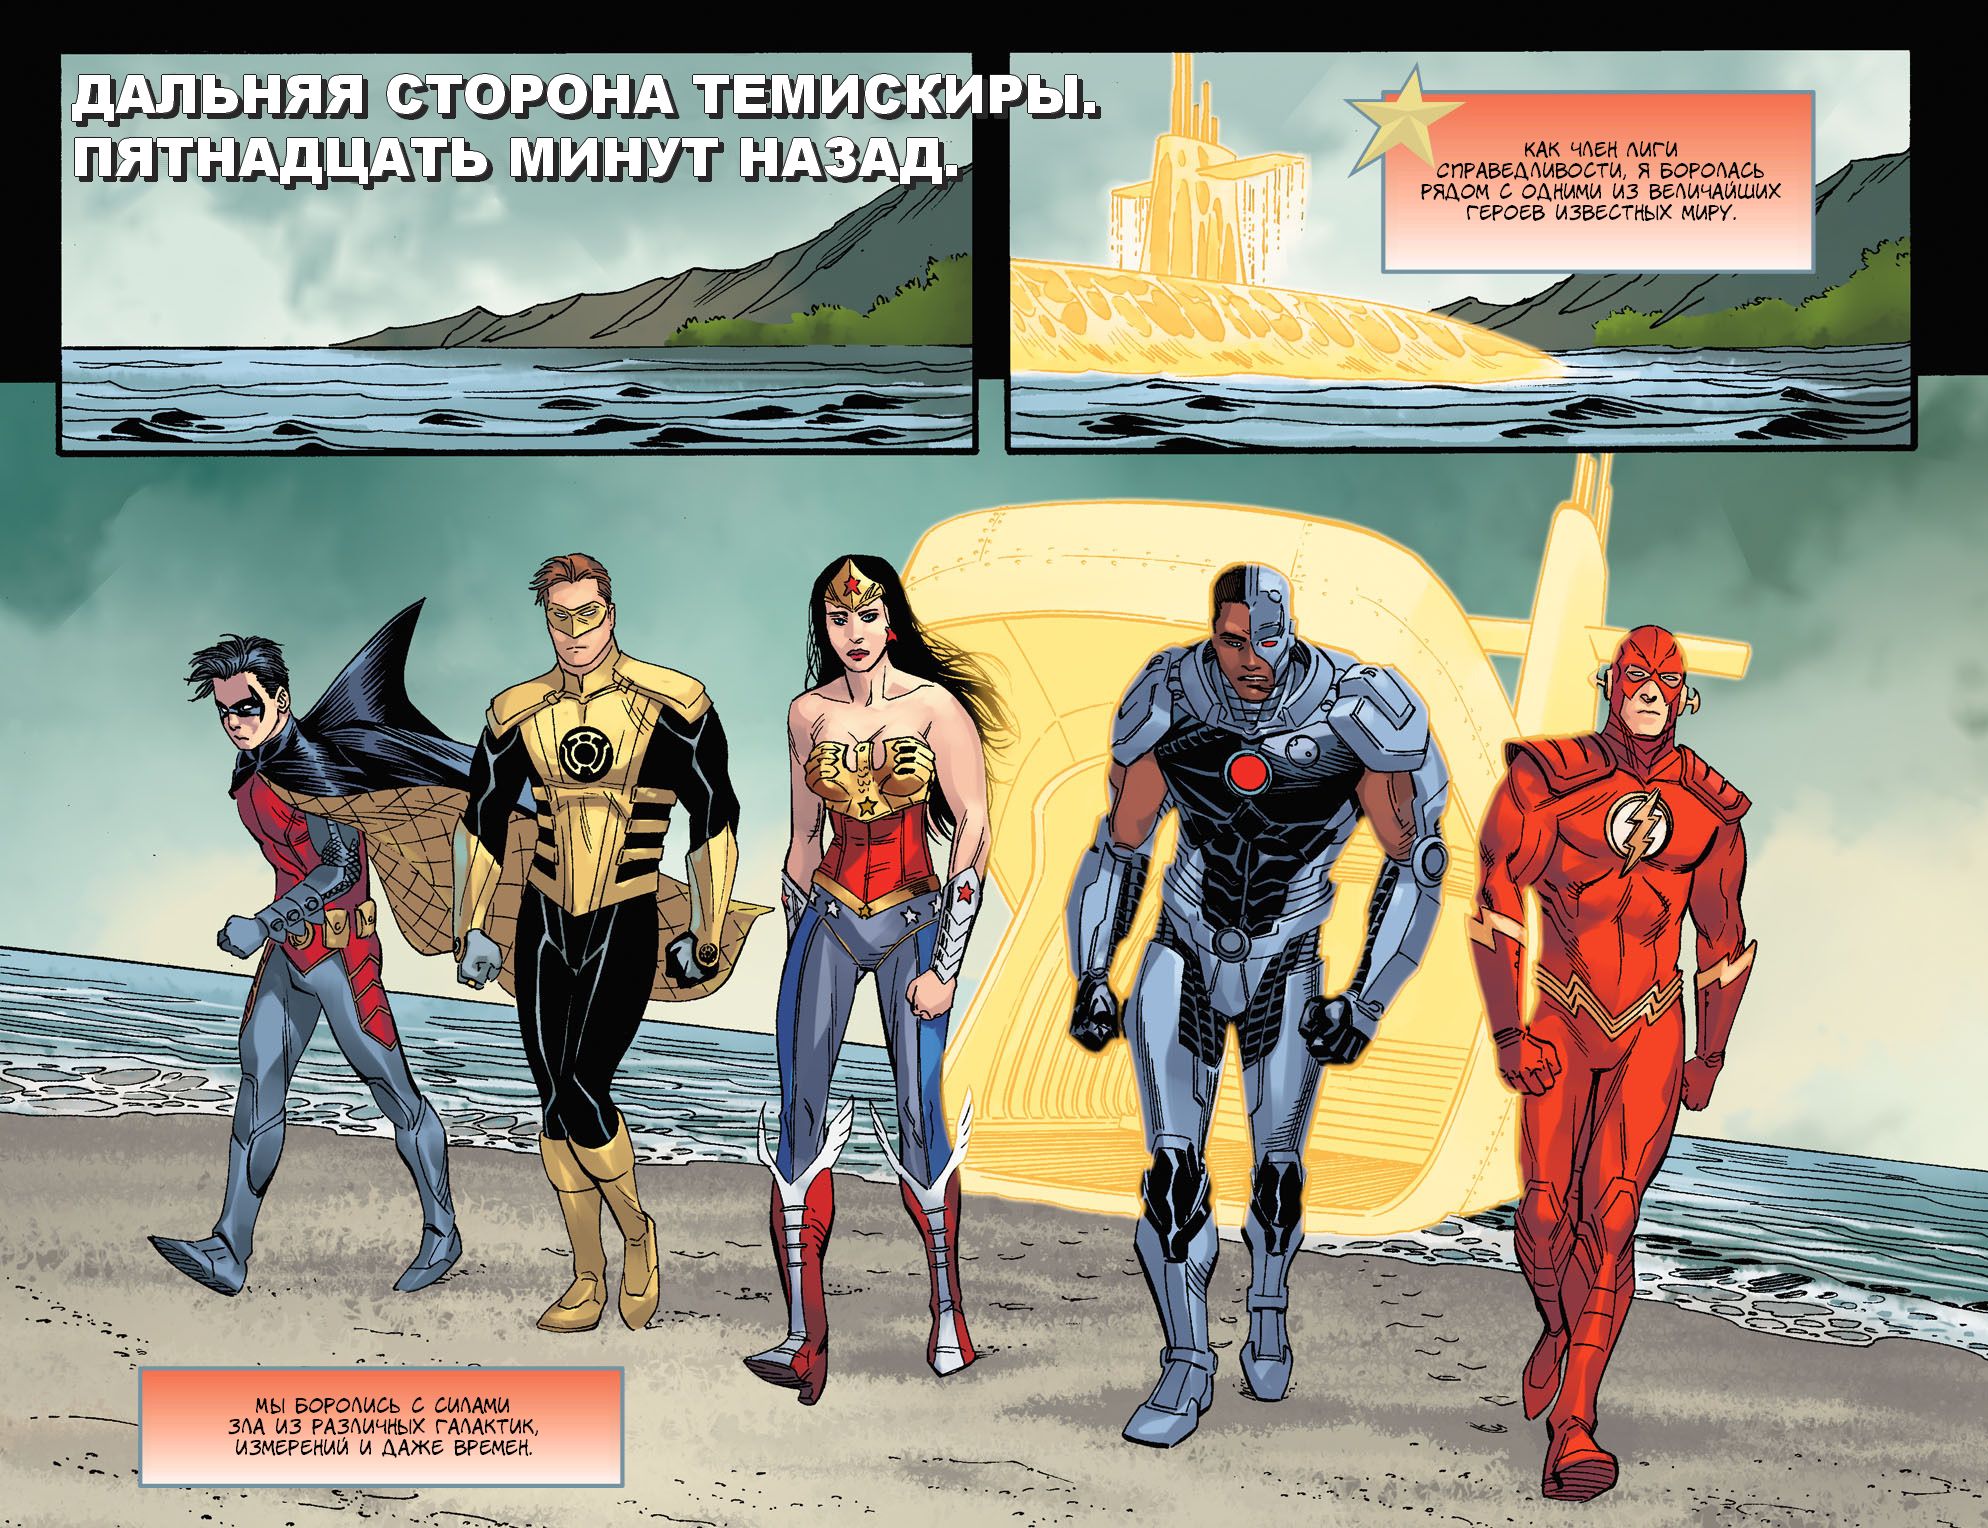 ДАЛЬНЯЯ СТОРОНА ТЕМИСКИРЫ.
ПЯТНАДЦАТЬ МИНУТ НАЗАД.
КАК ЧЛЕН ЛИГИ
СПРАВЕДЛИВОСТИ, Я БОРОЛАСЬ
РЯДОМ С ОДНИМИ ИЗ ВЕЛИЧАЙШИХ
ГЕРОЕВ ИЗВЕСТНЫХ МИРУ.
МЫ БОРОЛИСЬ С СИЛАМИ
ЗЛА ИЗ РАЗЛИЧНЫХ ГАЛАКТИК,
ИЗМЕРЕНИЙ И ДАЖЕ ВРЕМЕН.